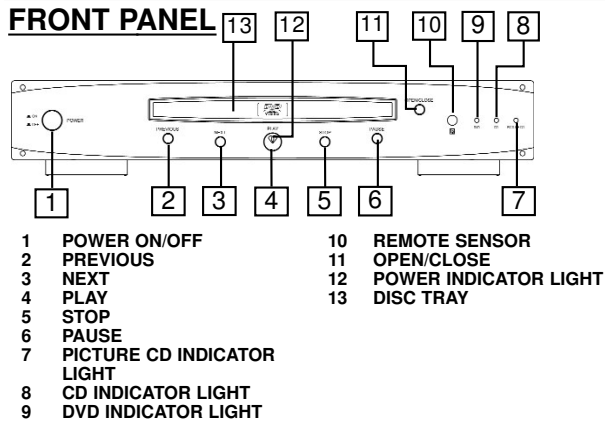 FRONT PANEL
13 12 11 10 9 8
OPEN/CLOSE
POWER
PREVIOUS NEXT PLAY STOP PAUSE
1 2 3 4 5 6 7
1 POWER ON/OFF
2 PREVIOUS
3 NEXT
4 PLAY
5 STOP
6 PAUSE
7 PICTURE CD INDICATOR
LIGHT
8 CD INDICATOR LIGHT
9 DVD INDICATOR LIGHT
10 REMOTE SENSOR
11 OPEN/CLOSE
12 POWER INDICATOR LIGHT
13 DISC TRAY